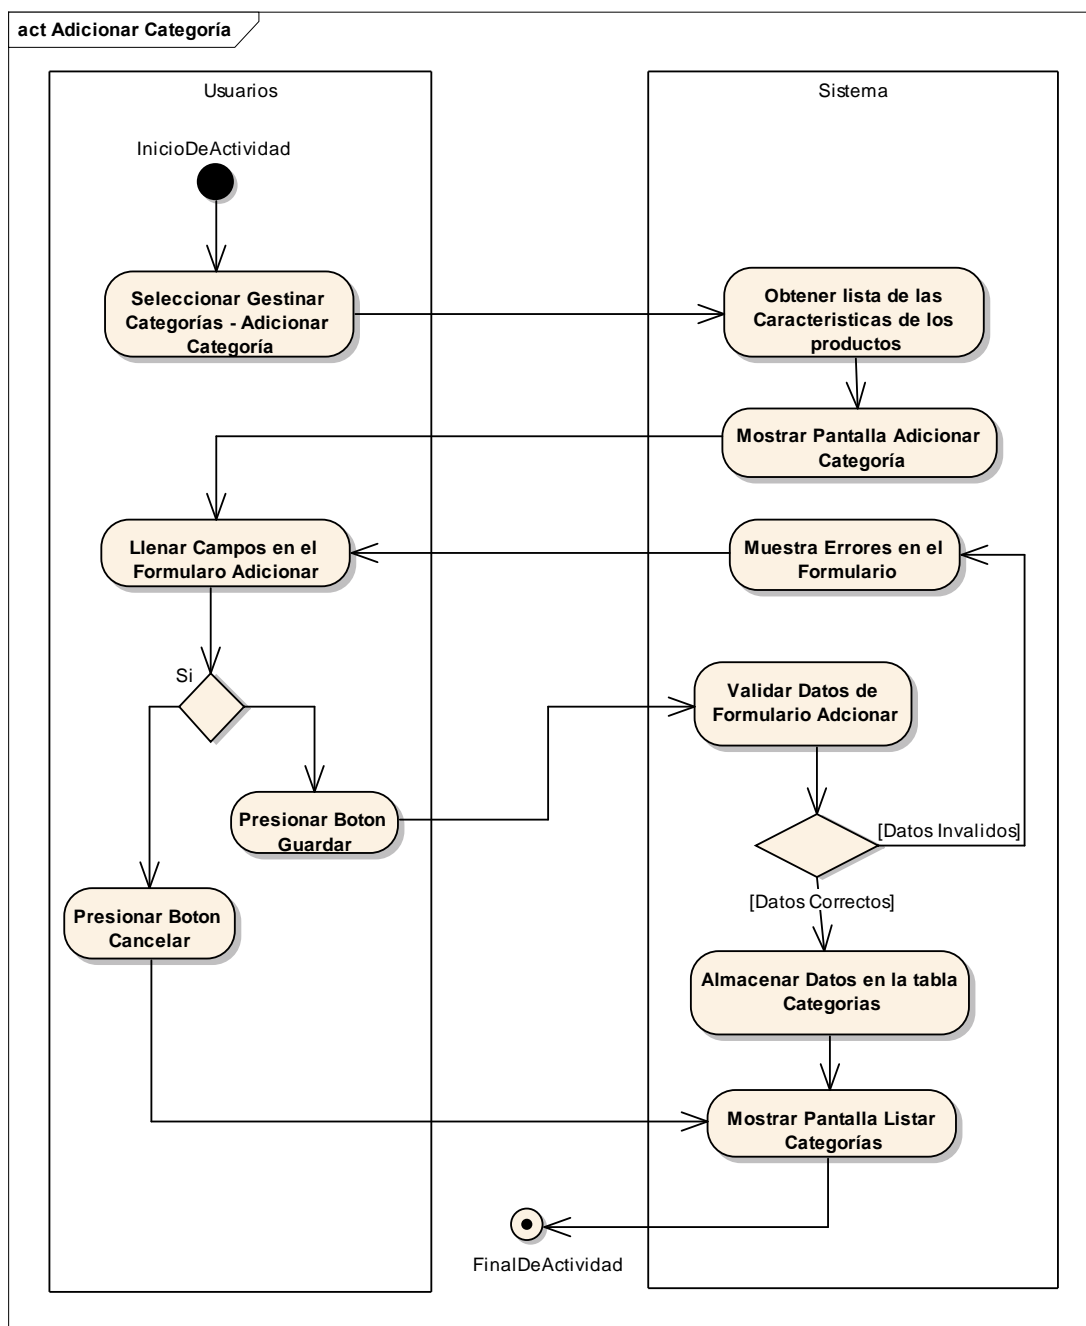 act Adicionar Categoría
Usuarios
Sistema
InicioDeActividad
Seleccionar Gestinar
Categorías - Adicionar
Categoría
Obtener lista de las
Caracteristicas de los
productos
Mostrar Pantalla Adicionar
Categoría
Llenar Campos en el
Formularo Adicionar
Muestra Errores en el
Formulario
Si
Validar Datos de
Formulario Adcionar
Presionar Boton
Guardar
[Datos Invalidos]
Presionar Boton
Cancelar
[Datos Correctos]
Almacenar Datos en la tabla
Categorias
Mostrar Pantalla Listar
Categorías
FinalDeActividad